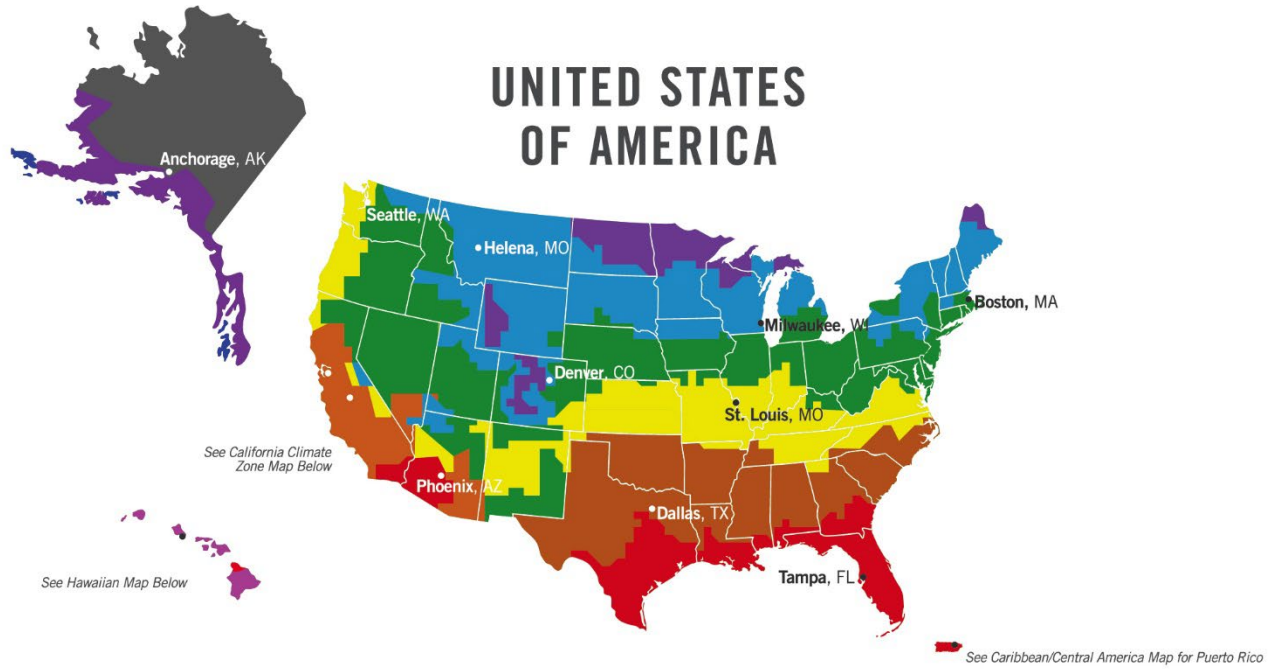 UNITED STATES
OF AMERICA
Anchorage, AK
Seattle, WA
Helena, MO
Boston, MA
Milwaukee, WI
Denver, CO
St. Louis, MO
See California Climate
Zone Map Below
Phoenix, AZ
Dallas, TX
See Hawaiian Map Below
Tampa, FL
See Caribbean/Central America Map for Puerto Rico